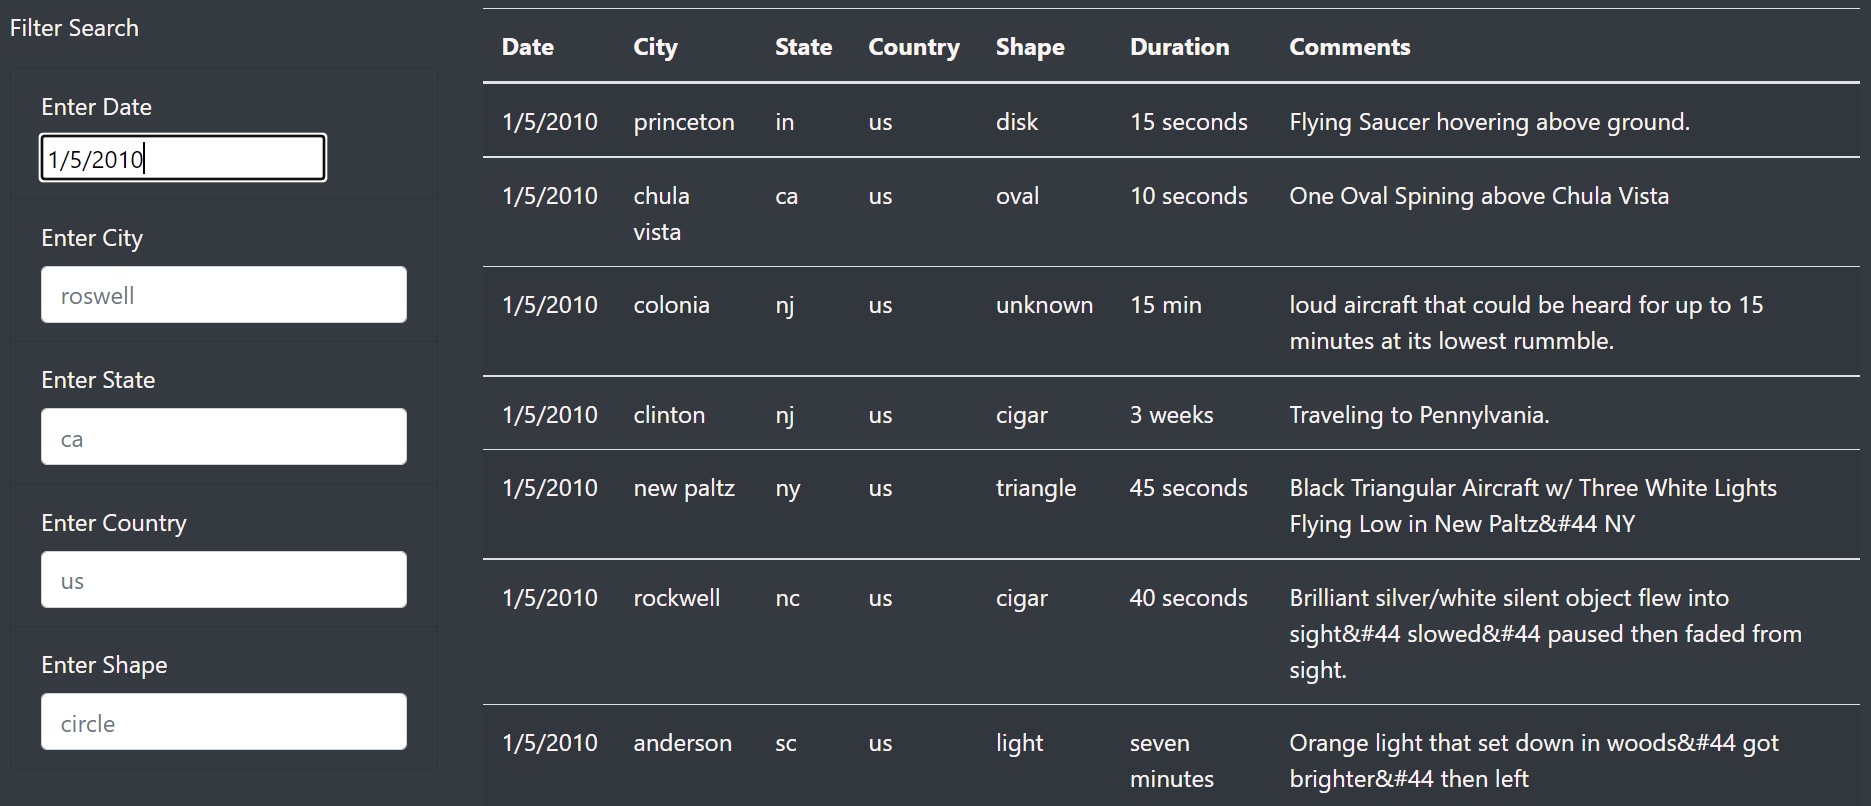 Filter Search
Enter Date
1/5/2010
Enter City
roswell
Enter State
ca
Enter Country
us
Enter Shape
circle
Date City State Country Shape Duration Comments
1/5/2010 princeton in us disk 15 seconds Flying Saucer hovering above ground.
1/5/2010 chula ca us oval 10 seconds One Oval Spining above Chula Vista
vista
1/5/2010 colonia nj us unknown 15 min loud aircraft that could be heard for up to 15
minutes at its lowest rummble.
1/5/2010 clinton nj us cigar 3 weeks Traveling to Pennylvania.
1/5/2010 new paltz ny us triangle 45 seconds Black Triangular Aircraft w/ Three White Lights
Flying Low in New Paltz&#44 NY
1/5/2010 rockwell nc us cigar 40 seconds Brilliant silver/white silent object flew into
sight&#44 slowed&#44 paused then faded from
sight.
1/5/2010 anderson sc us light seven Orange light that set down in woods&#44 got
minutes brighter&#44 then left